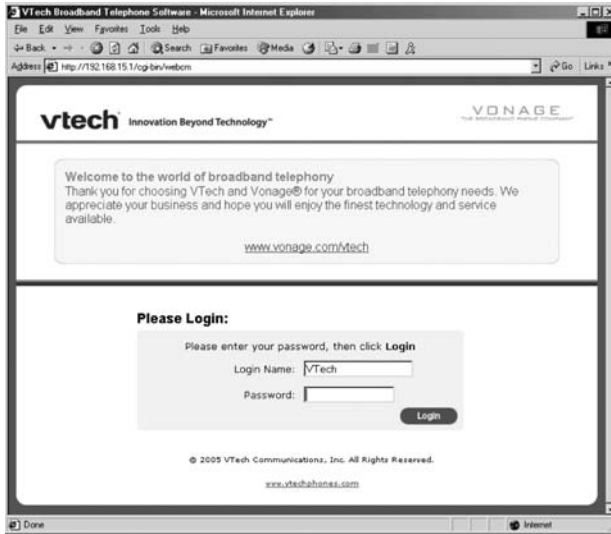 VTech Broadband Telephone Software - Microsoft Internet Explorer
File Edit View Favorites Tools Help
Back Search Favorites Media
Address http://192.168.15.1/cgi-bin/webcm Go Links
vtech Innovation Beyond Technology™
VONAGE
THE BROADBAND PHONE COMPANY
Welcome to the world of broadband telephony
Thank you for choosing VTech and Vonage® for your broadband telephony needs. We
appreciate your business and hope you will enjoy the finest technology and service
available.
www.vonage.com/vtech
Please Login:
Please enter your password, then click Login
Login Name: VTech
Password:
Login
© 2005 VTech Communications, Inc. All Rights Reserved.
www.vtechphones.com
Done Internet